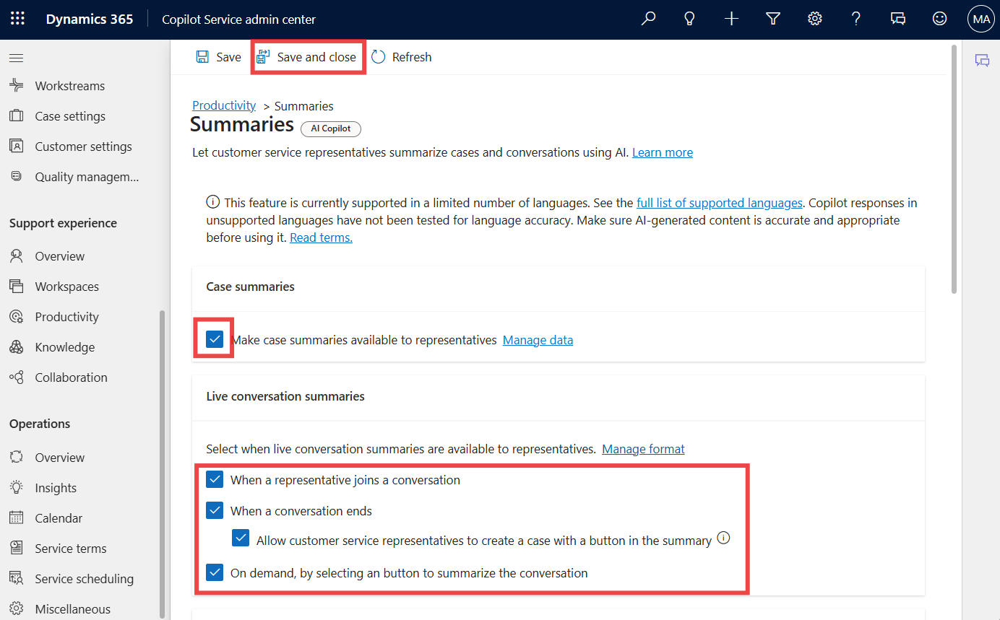 Dynamics 365
Copilot Service admin center
MA
Workstreams
Case settings
Customer settings
Quality managem...
Support experience
Overview
Workspaces
Productivity
Knowledge
Collaboration
Operations
Overview
Insights
Calendar
Service terms
Service scheduling
Miscellaneous
Save
Save and close
Refresh
Productivity > Summaries
Summaries AI Copilot
Let customer service representatives summarize cases and conversations using AI. Learn more
This feature is currently supported in a limited number of languages. See the full list of supported languages. Copilot responses in
unsupported languages have not been tested for language accuracy. Make sure AI-generated content is accurate and appropriate
before using it. Read terms.
Case summaries
Make case summaries available to representatives Manage data
Live conversation summaries
Select when live conversation summaries are available to representatives. Manage format
When a representative joins a conversation
When a conversation ends
Allow customer service representatives to create a case with a button in the summary
On demand, by selecting an button to summarize the conversation